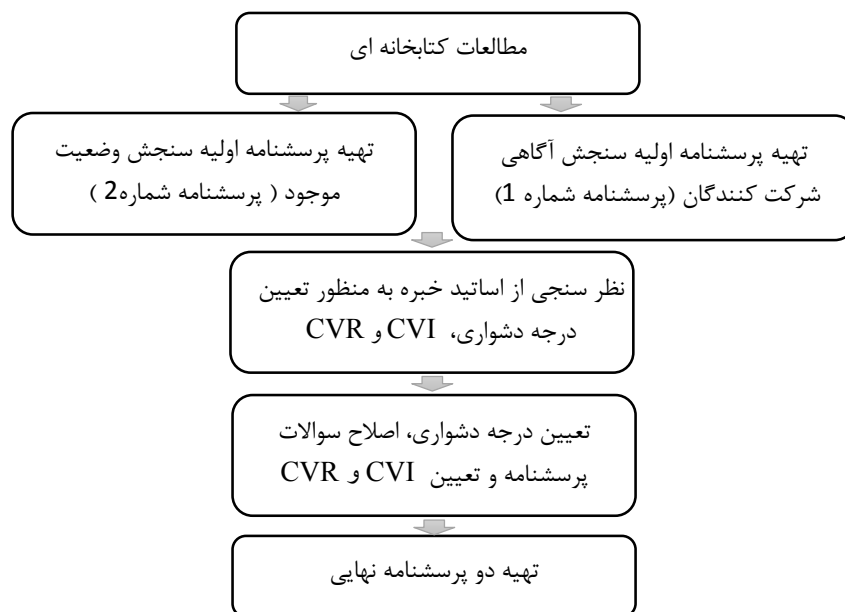 مطالعات کتابخانه ای
تهیه پرسشنامه اولیه سنجش آگاهی
شرکت کنندگان (پرسشنامه شماره 1)
تهیه پرسشنامه اولیه سنجش وضعیت
موجود ( پرسشنامه شماره2 )
نظر سنجی از اساتید خبره به منظور تعیین
درجه دشواری، CVI و CVR
تعیین درجه دشواری، اصلاح سوالات
پرسشنامه و تعیین CVI و CVR
تهیه دو پرسشنامه نهایی